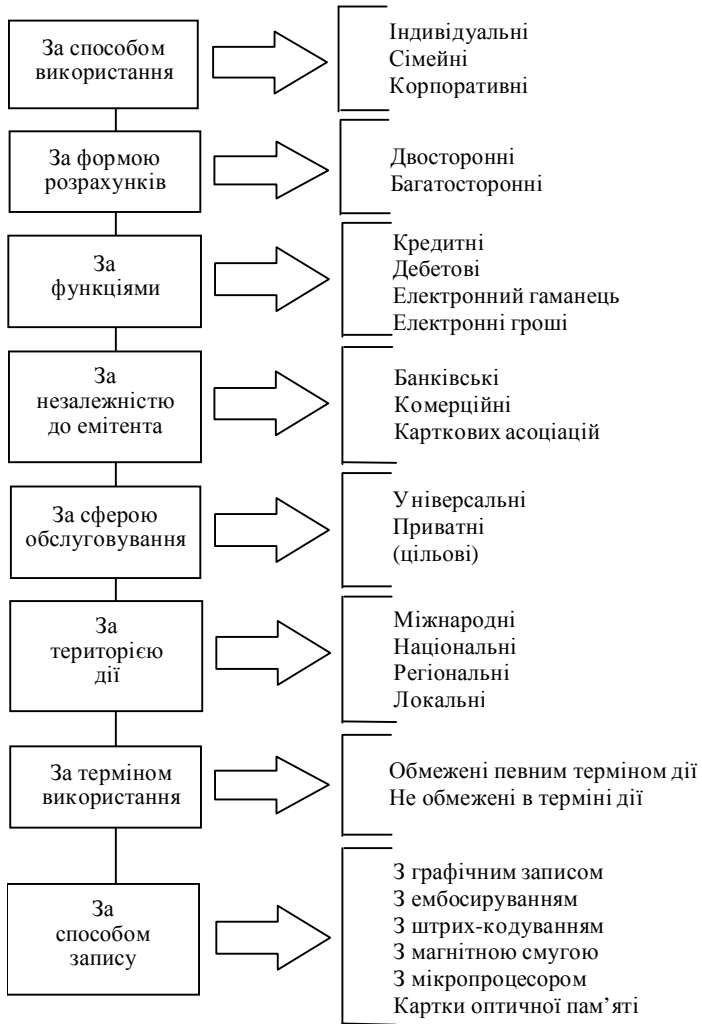 За способом
використання
Індивідуальні
Сімейні
Корпоративні
За формою
розрахунків
Двосторонні
Багатосторонні
За
функціями
Кредитні
Дебетові
Електронний гаманець
Електронні гроші
За
незалежністю
до емітента
Банківські
Комерційні
Карткових асоціацій
За сферою
обслуговування
Універсальні
Приватні
(цільові)
За
територією
дії
Міжнародні
Національні
Регіональні
Локальні
За терміном
використання
Обмежені певним терміном дії
Не обмежені в терміні дії
За
способом
запису
З графічним записом
З ембосируванням
З штрих-кодуванням
З магнітною смугою
З мікропроцесором
Картки оптичної пам’яті